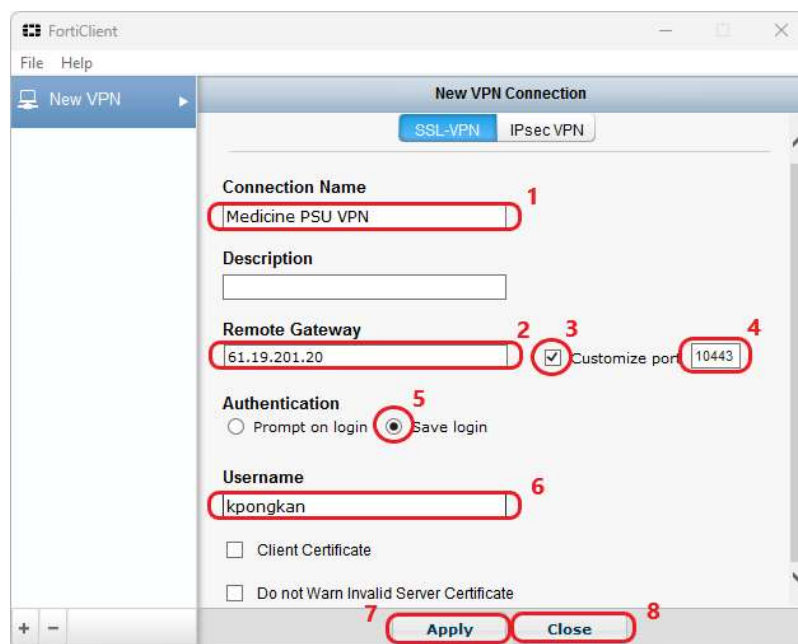 FortiClient
File Help
New VPN
New VPN Connection
SSL-VPN IPsec VPN
Connection Name
1
Medicine PSU VPN
Description
Remote Gateway 2 3 4
61.19.201.20 Customize port 10443
Authentication 5
Prompt on login Save login
Username
6
kpongkan
Client Certificate
Do not Warn Invalid Server Certificate
7 8
+ - Apply Close